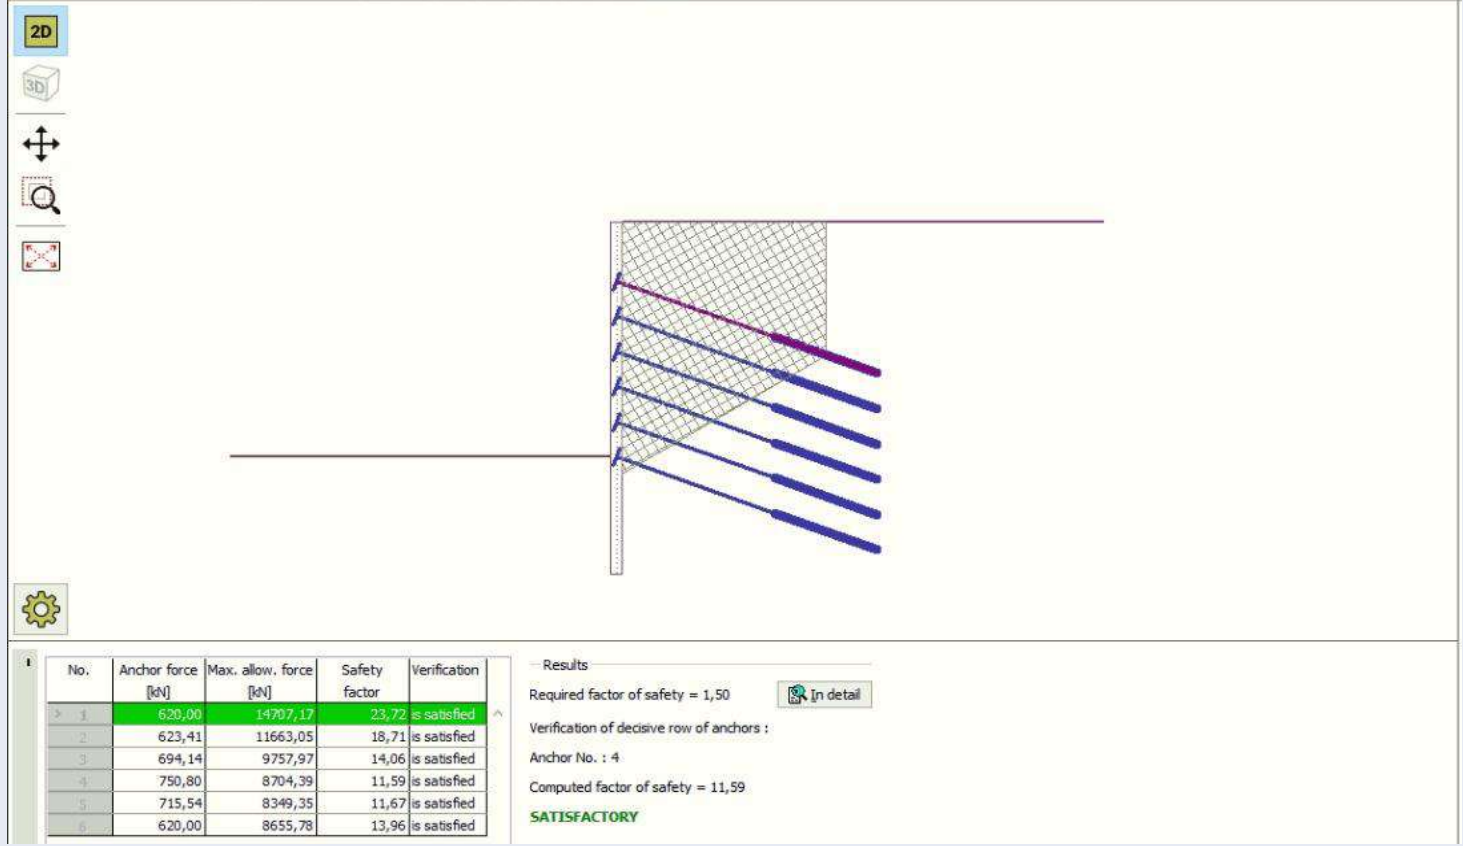 2D
3D
No. Anchor force Max. allow. force Safety Verification
[kN] [kN] factor
> 1 620,00 14707,17 23,72 is satisfied
2 623,41 11663,05 18,71 is satisfied
3 694,14 9757,97 14,06 is satisfied
4 750,80 8704,39 11,59 is satisfied
5 715,54 8349,35 11,67 is satisfied
6 620,00 8655,78 13,96 is satisfied
Results
Required factor of safety = 1,50
In detail
Verification of decisive row of anchors :
Anchor No. : 4
Computed factor of safety = 11,59
SATISFACTORY